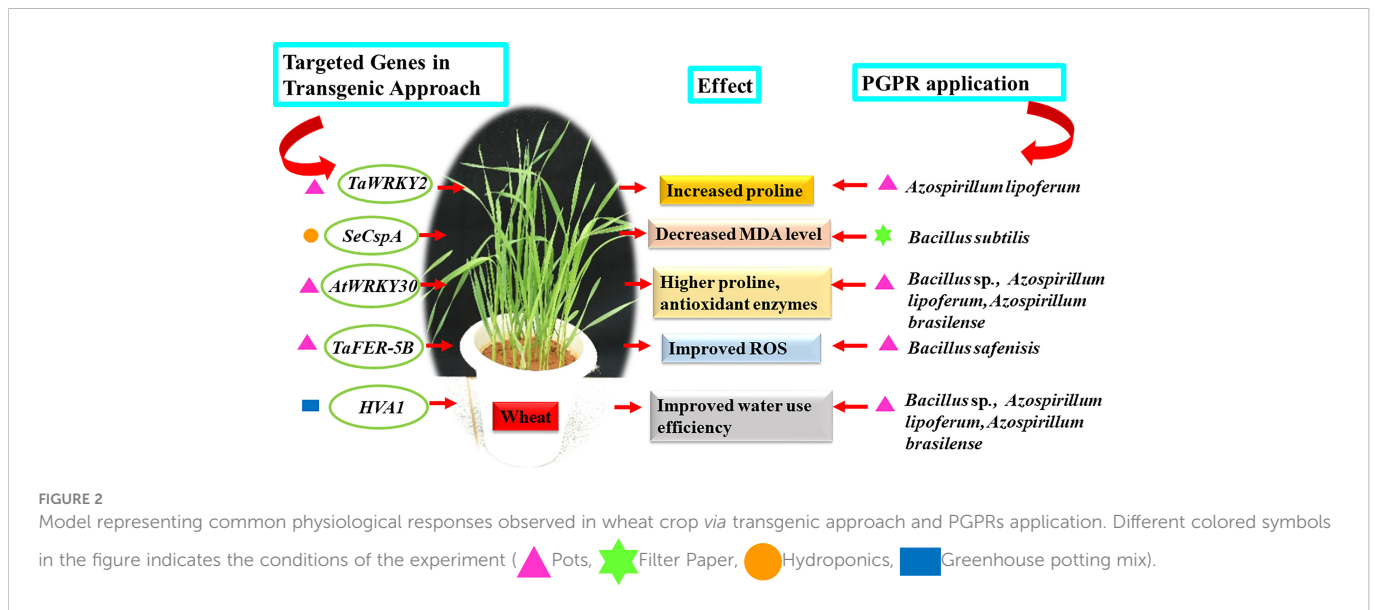 Targeted Genes in
Transgenic Approach
Effect
PGPR application
TaWRKY2
Increased proline
Azospirillum lipoferum
SeCspA
Decreased MDA level
Bacillus subtilis
AtWRKY30
Higher proline,
antioxidant enzymes
Bacillus sp., Azospirillum
lipoferum, Azospirillum
brasilense
TaFER-5B
Improved ROS
Bacillus safenisis
HVA1
Wheat
Improved water use
efficiency
Bacillus sp., Azospirillum
lipoferum, Azospirillum
brasilense
FIGURE 2
Model representing common physiological responses observed in wheat crop via transgenic approach and PGPRs application. Different colored symbols
in the figure indicates the conditions of the experiment ( Pots, Filter Paper, Hydroponics, Greenhouse potting mix).